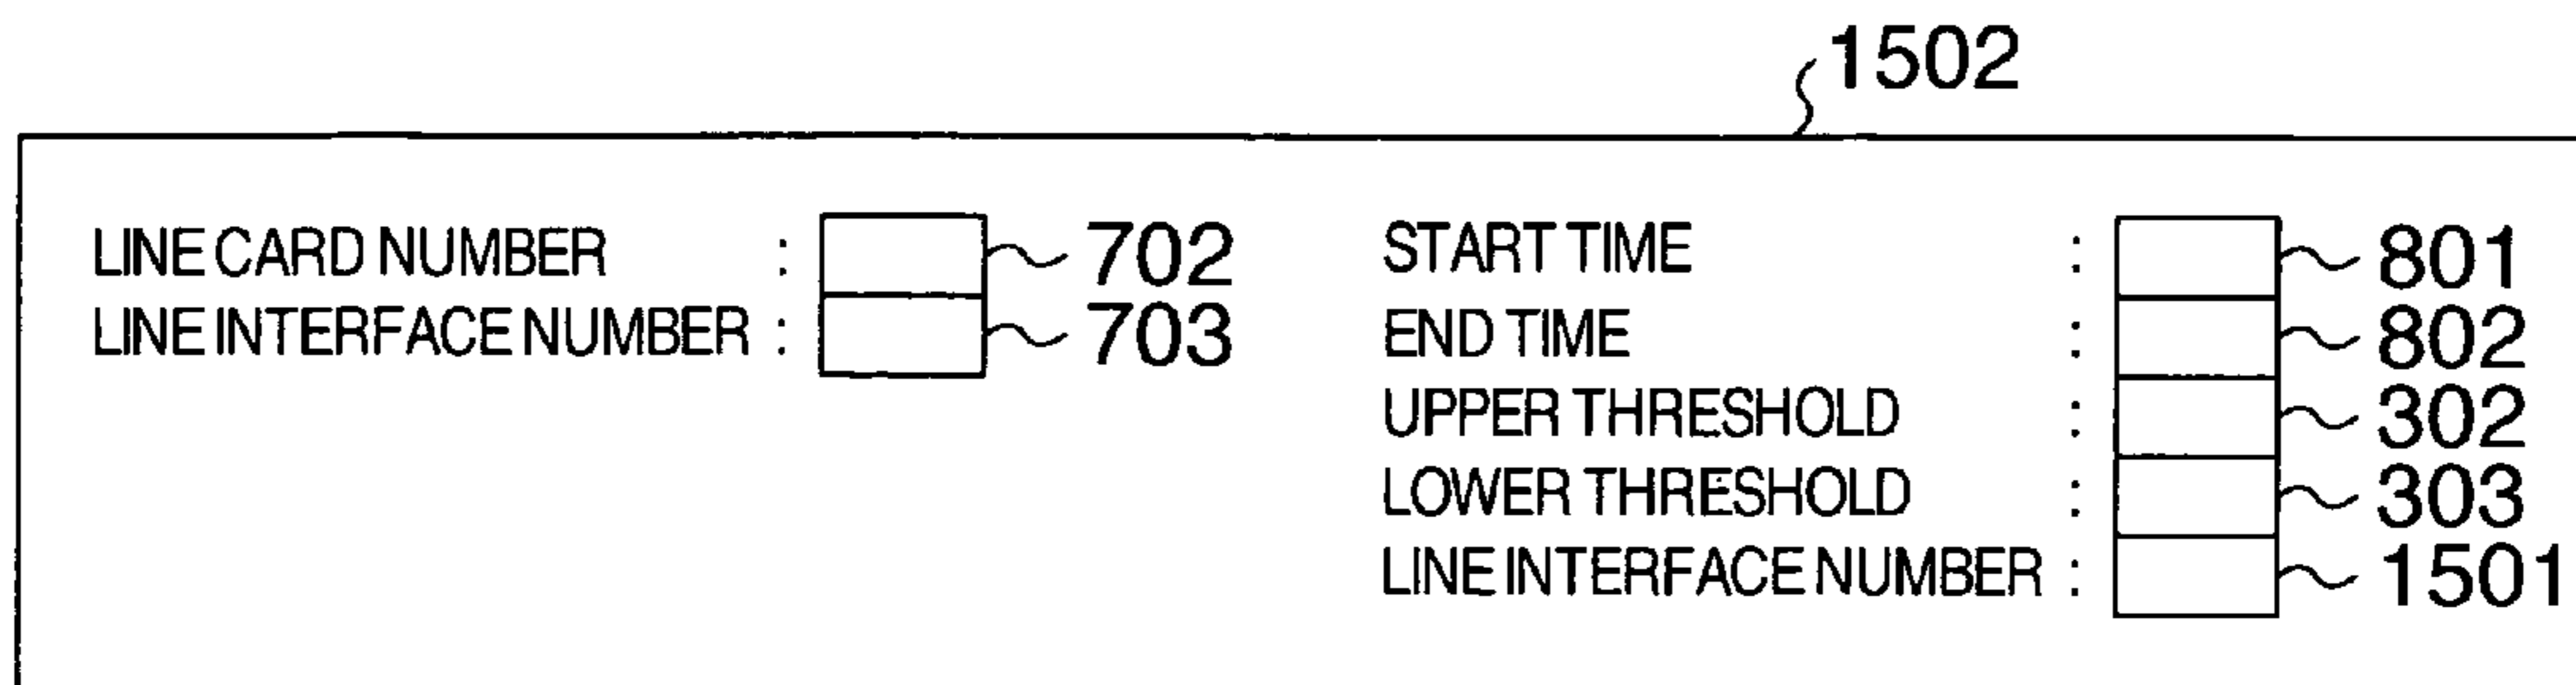 1502
LINE CARD NUMBER : 702
LINE INTERFACE NUMBER : 703
START TIME : 801
END TIME : 802
UPPER THRESHOLD : 302
LOWER THRESHOLD : 303
LINE INTERFACE NUMBER : 1501